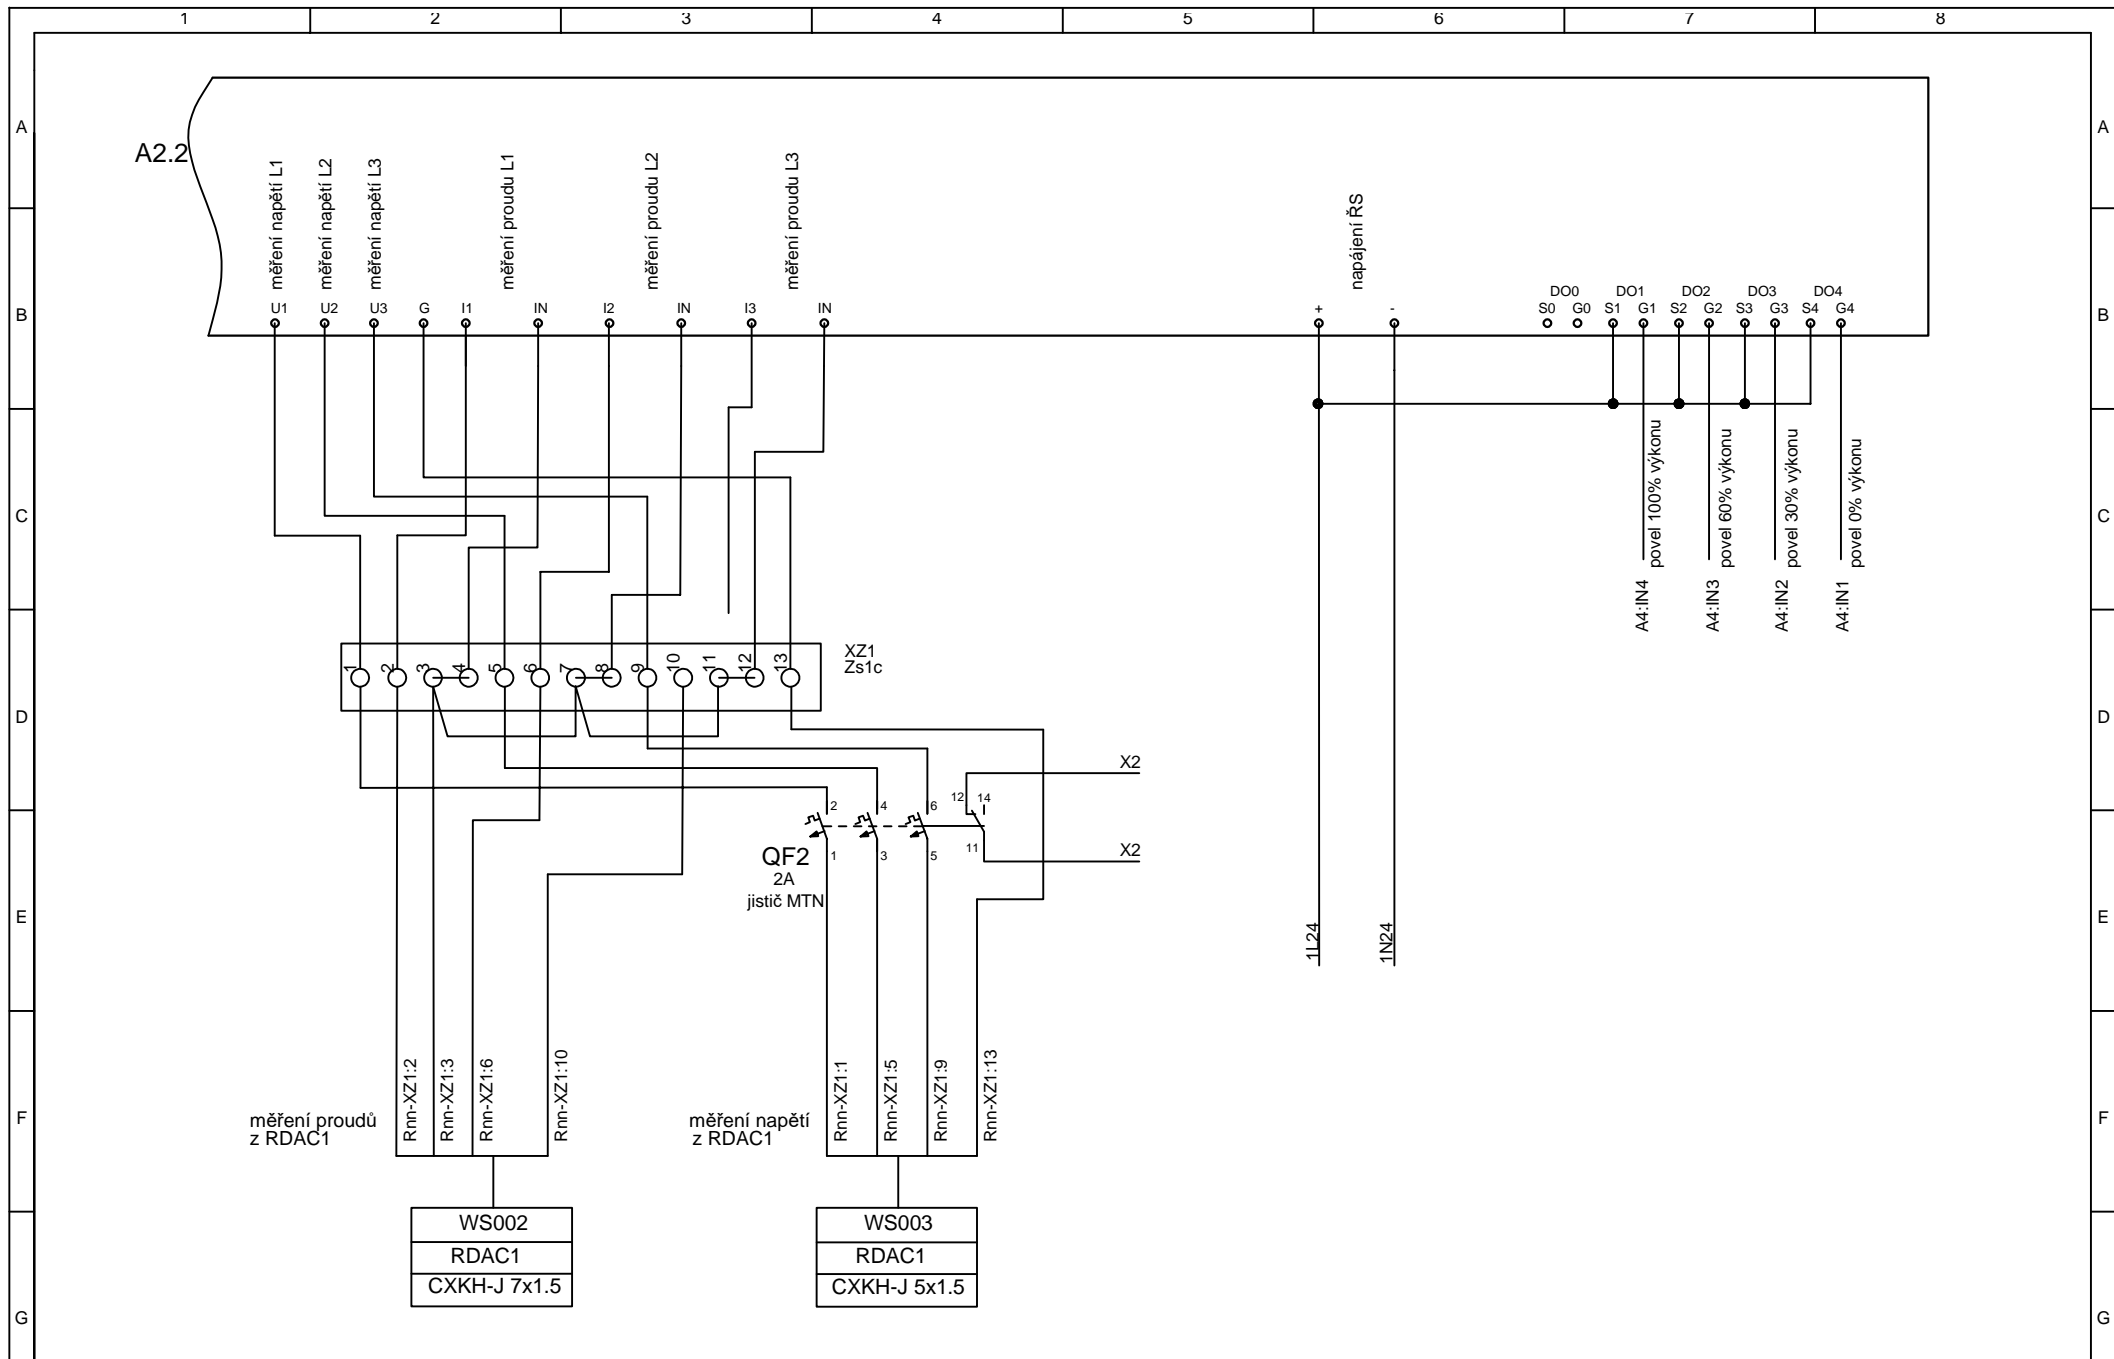 1 2 3 4 5 6 7 8
A A
A2.2
měření napětí L1
měření napětí L2
měření napětí L3
měření proudu L1
měření proudu L2
měření proudu L3
napájení ŘS
B B
U1 U2 U3 G I1 IN I2 IN I3 IN
+ -
DO0 DO1 DO2 DO3 DO4
S0 G0 S1 G1 S2 G2 S3 G3 S4 G4
C C
povel 100% výkonu
povel 60% výkonu
povel 30% výkonu
povel 0% výkonu
A4:IN4
A4:IN3
A4:IN2
A4:IN1
1 2 3 4 5 6 7 8 9 10 11 12 13
XZ1
Zs1c
D D
X2
2 4 6 12 14
1 3 5 11
X2
QF2
2A
jistič MTN
E E
1L24
1N24
Rnn-XZ1:2
Rnn-XZ1:3
Rnn-XZ1:6
Rnn-XZ1:10
Rnn-XZ1:1
Rnn-XZ1:5
Rnn-XZ1:9
Rnn-XZ1:13
F F
měření proudů
z RDAC1
měření napětí
z RDAC1
WS002
RDAC1
CXKH-J 7x1.5
WS003
RDAC1
CXKH-J 5x1.5
G G